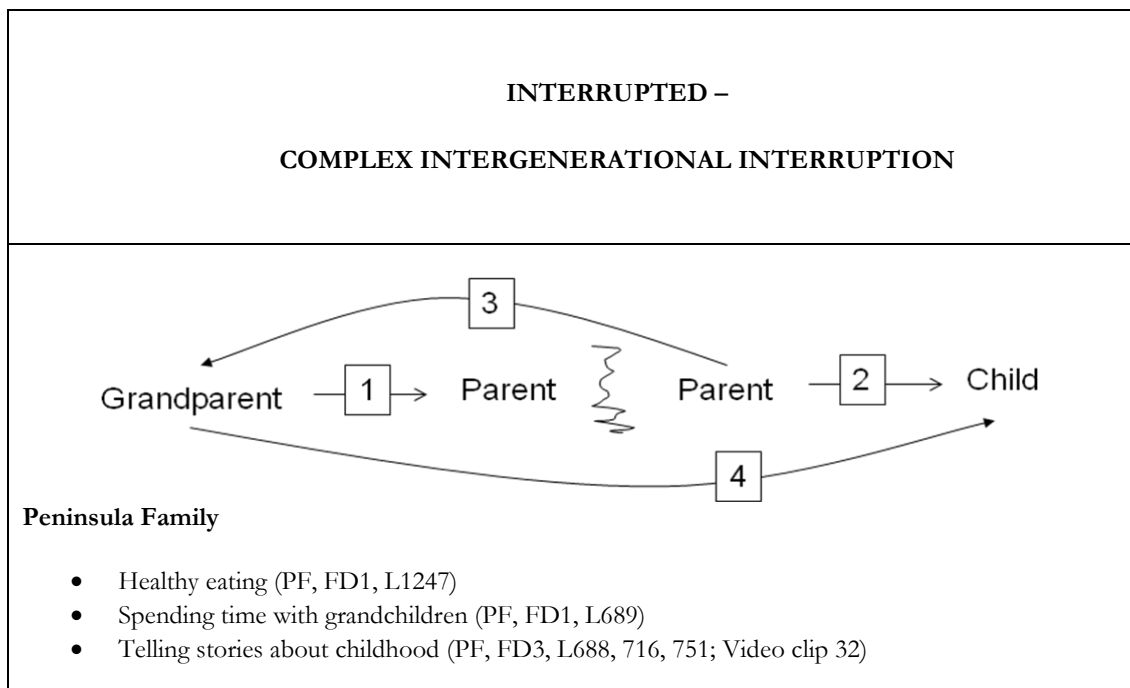 INTERRUPTED –
COMPLEX INTERGENERATIONAL INTERRUPTION
3
Grandparent 1 Parent Parent 2 Child
4
Peninsula Family
• Healthy eating (PF, FD1, L1247)
• Spending time with grandchildren (PF, FD1, L689)
• Telling stories about childhood (PF, FD3, L688, 716, 751; Video clip 32)